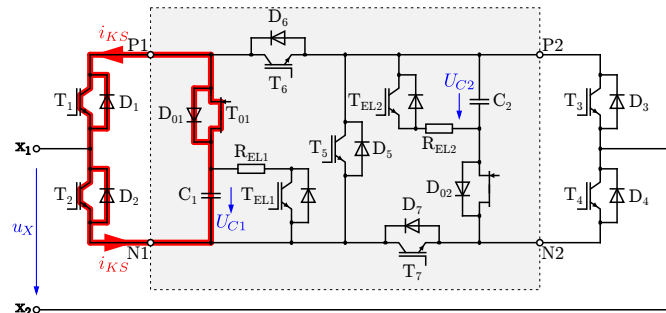 D6
i_KS P1 P2
T6
T1 D1 D01 T01 T_EL2 U_C2 C2 T3 D3
x1 T5 D5 R_EL2
R_EL1
T2 D2 C1 T_EL1 D02 T4 D4
U_C1
u_X D7
i_KS N1 N2
T7
x2